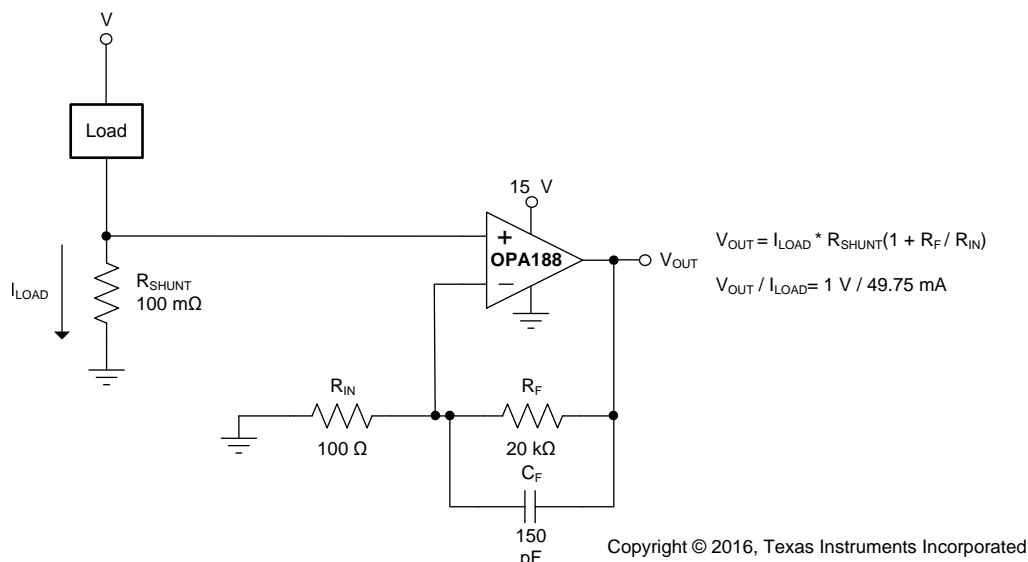 V
Load
15 V
+
OPA188
−
V_OUT
V_OUT = I_LOAD * R_SHUNT(1 + R_F / R_IN)
V_OUT / I_LOAD= 1 V / 49.75 mA
I_LOAD
R_SHUNT
100 mΩ
R_IN
100 Ω
R_F
20 kΩ
C_F
150
pF
Copyright © 2016, Texas Instruments Incorporated